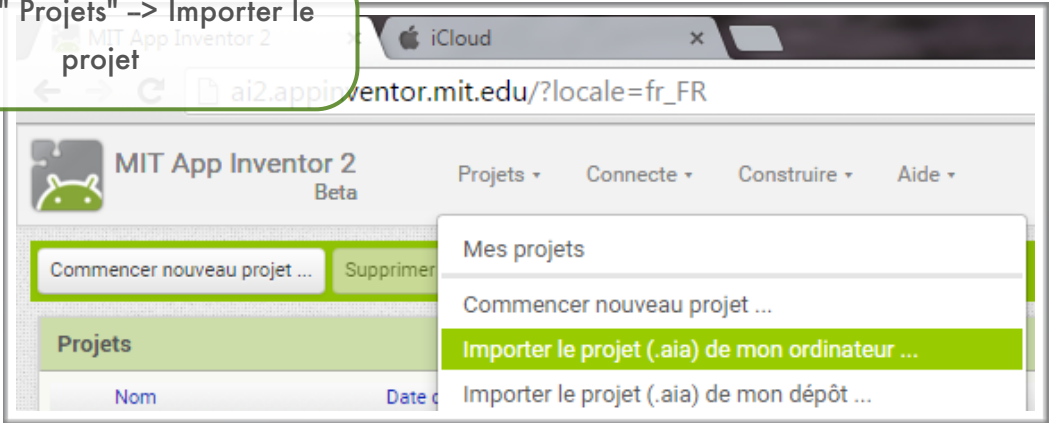 " Projets" –> Importer le
projet
MIT App Inventor 2
iCloud
ai2.appinventor.mit.edu/?locale=fr_FR
MIT App Inventor 2
Beta
Projets
Connecte
Construire
Aide
Mes projets
Commencer nouveau projet ...
Supprimer
Commencer nouveau projet ...
Projets
Importer le projet (.aia) de mon ordinateur ...
Nom
Date
Importer le projet (.aia) de mon dépôt ...